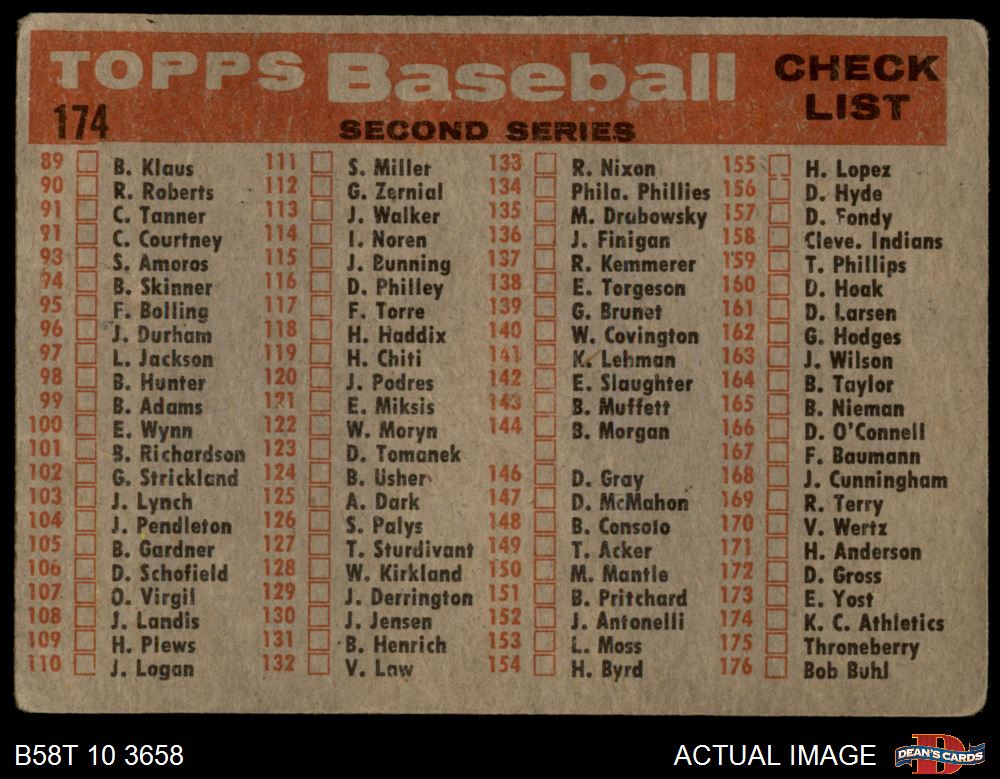 TOPPS Baseball CHECK LIST
174 SECOND SERIES
89 B. Klaus
90 R. Roberts
91 C. Tanner
91 C. Courtney
93 S. Amoros
94 B. Skinner
95 F. Bolling
96 J. Durham
97 L. Jackson
98 B. Hunter
99 B. Adams
100 E. Wynn
101 B. Richardson
102 G. Strickland
103 J. Lynch
104 J. Pendleton
105 B. Gardner
106 D. Schofield
107 O. Virgil
108 J. Landis
109 H. Plews
110 J. Logan
111 S. Miller
112 G. Zernial
113 J. Walker
114 I. Noren
115 J. Bunning
116 D. Philley
117 F. Torre
118 H. Haddix
119 H. Chiti
120 J. Podres
121 E. Miksis
122 W. Moryn
123 D. Tomanek
124 B. Usher
125 A. Dark
126 S. Palys
127 T. Sturdivant
128 W. Kirkland
129 J. Derrington
130 J. Jensen
131 B. Henrich
132 V. Law
133 R. Nixon
134 Phila. Phillies
135 M. Drabowsky
136 J. Finigan
137 R. Kemmerer
138 E. Torgeson
139 G. Brunet
140 W. Covington
141 K. Lehman
142 E. Slaughter
143 B. Muffett
144 B. Morgan
146 D. Gray
147 D. McMahon
148 B. Consolo
149 T. Acker
150 M. Mantle
151 B. Pritchard
152 J. Antonelli
153 L. Moss
154 H. Byrd
155 H. Lopez
156 D. Hyde
157 D. Fondy
158 Cleve. Indians
159 T. Phillips
160 D. Hoak
161 D. Larsen
162 G. Hodges
163 J. Wilson
164 B. Taylor
165 B. Nieman
166 D. O'Connell
167 F. Baumann
168 J. Cunningham
169 R. Terry
170 V. Wertz
171 H. Anderson
172 D. Gross
173 E. Yost
174 K. C. Athletics
175 Throneberry
176 Bob Buhl
B58T 10 3658 ACTUAL IMAGE DEAN'S CARDS